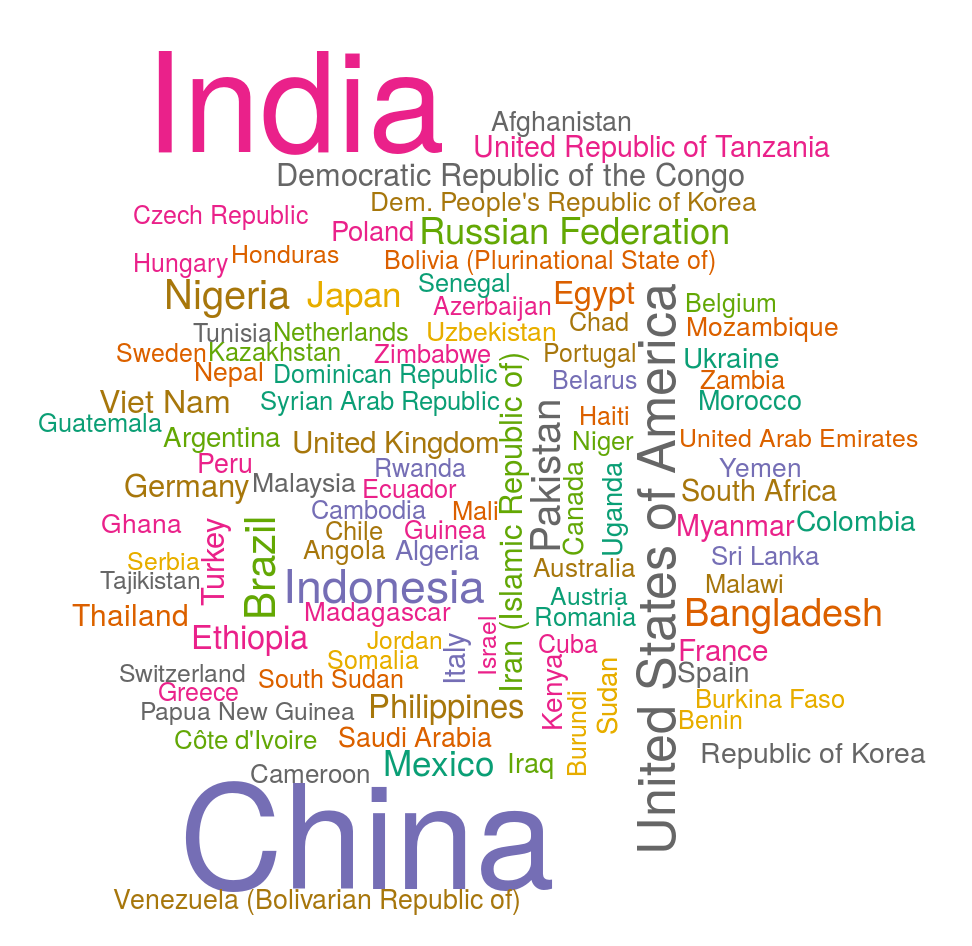 India
Afghanistan
United Republic of Tanzania
Democratic Republic of the Congo
Dem. People's Republic of Korea
Czech Republic
Poland
Russian Federation
Hungary
Honduras
Bolivia (Plurinational State of)
Nigeria
Japan
Senegal
Azerbaijan
Egypt
Belgium
Tunisia
Netherlands
Uzbekistan
Chad
Mozambique
Sweden
Kazakhstan
Zimbabwe
Portugal
Ukraine
Nepal
Dominican Republic
Belarus
Zambia
Viet Nam
Syrian Arab Republic
Morocco
Guatemala
Haiti
Argentina
United Kingdom
Niger
United Arab Emirates
Peru
Rwanda
Yemen
Germany
Malaysia
Ecuador
South Africa
Cambodia
Mali
Ghana
Chile
Guinea
Myanmar
Colombia
Angola
Algeria
Sri Lanka
Serbia
Australia
Tajikistan
Turkey
Brazil
Indonesia
Iran (Islamic Republic of)
Pakistan
Canada
Uganda
United States of America
Malawi
Austria
Thailand
Madagascar
Romania
Bangladesh
Ethiopia
Jordan
Italy
Israel
Cuba
France
Somalia
Switzerland
South Sudan
Spain
Greece
Kenya
Burundi
Sudan
Burkina Faso
Papua New Guinea
Philippines
Benin
Côte d'Ivoire
Saudi Arabia
Republic of Korea
Cameroon
Mexico
Iraq
China
Venezuela (Bolivarian Republic of)